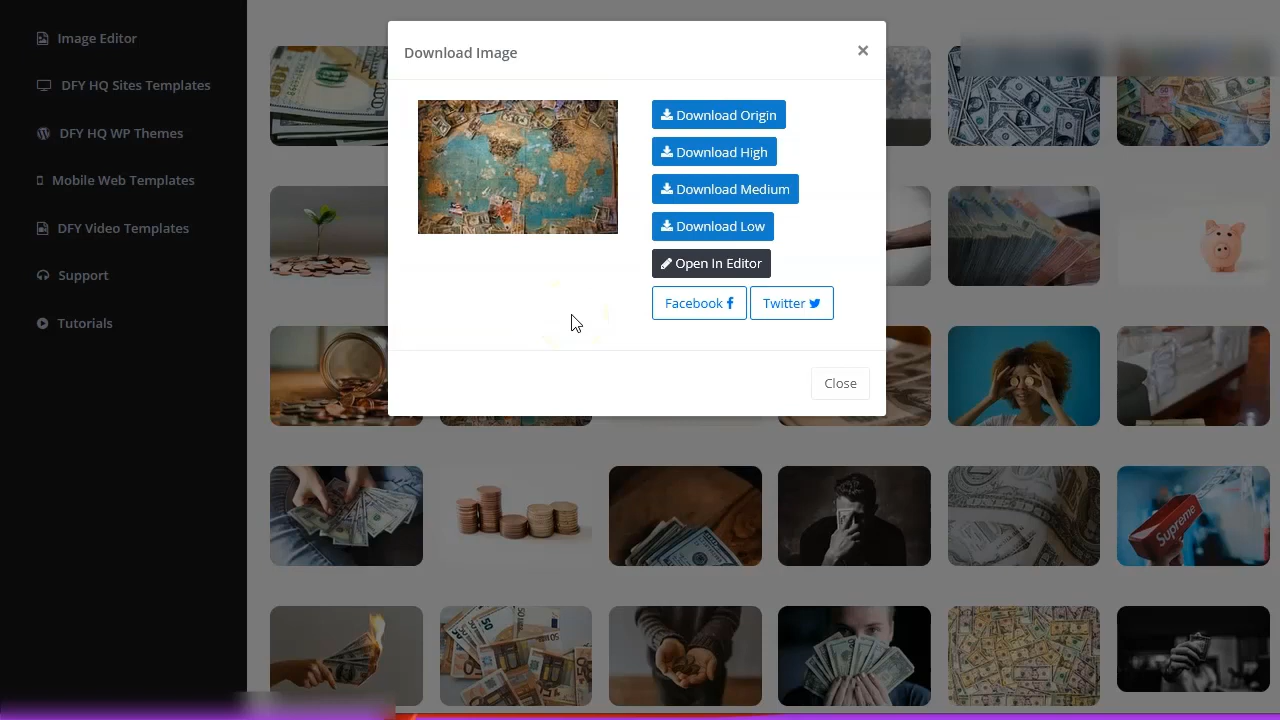 Image Editor
DFY HQ Sites Templates
DFY HQ WP Themes
Mobile Web Templates
DFY Video Templates
Support
Tutorials
Download Image
×
Download Origin
Download High
Download Medium
Download Low
Open In Editor
Facebook Twitter
Close
Supreme